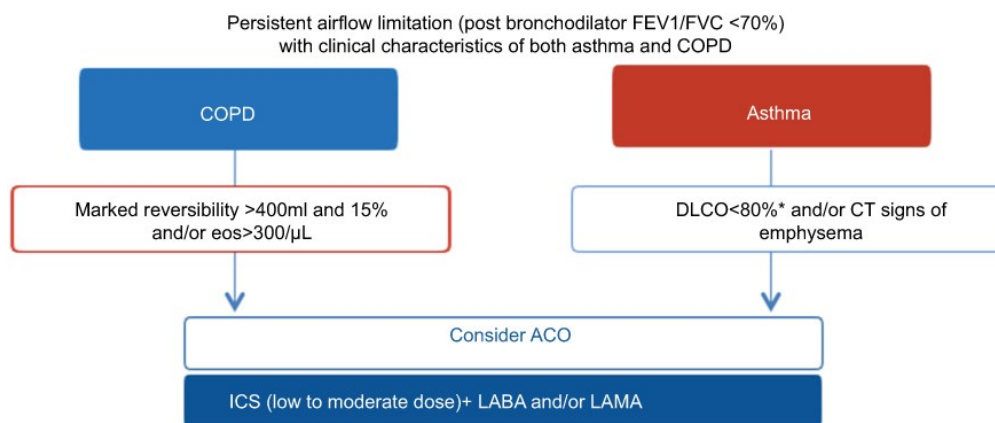 Persistent airflow limitation (post bronchodilator FEV1/FVC <70%)
with clinical characteristics of both asthma and COPD
COPD
Asthma
Marked reversibility >400ml and 15%
and/or eos>300/µL
DLCO<80%* and/or CT signs of
emphysema
Consider ACO
ICS (low to moderate dose)+ LABA and/or LAMA